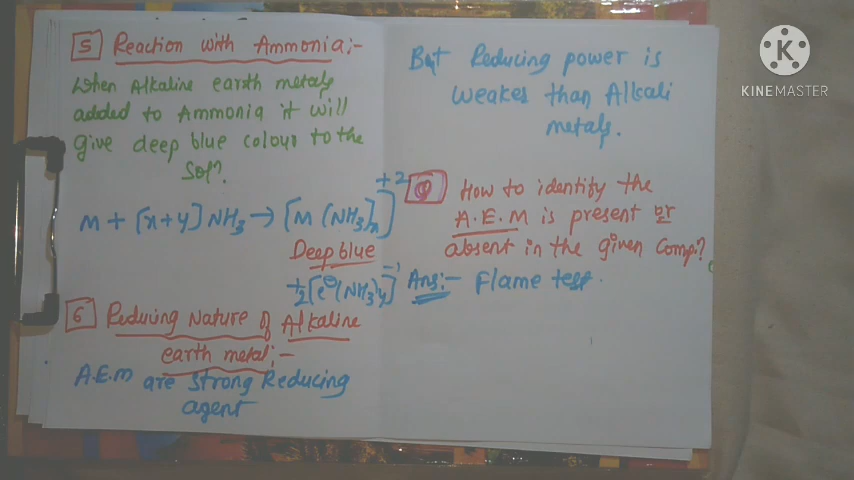 5 Reaction with Ammonia:-
When Alkaline earth metals
added to Ammonia it will
give deep blue colour to the
Solⁿ.
M + [x+y] NH3 → [M (NH3)x]+2
Deep blue
+2[e⊖(NH3)y]-1
6 Reducing Nature of Alkaline
earth metal:-
A.E.M are strong Reducing
agent
But Reducing power is
weakes than Alkali
metals.
Q How to identify the
A.E.M is present or
absent in the given Comp.?
Ans:- Flame test.
K
KINEMASTER